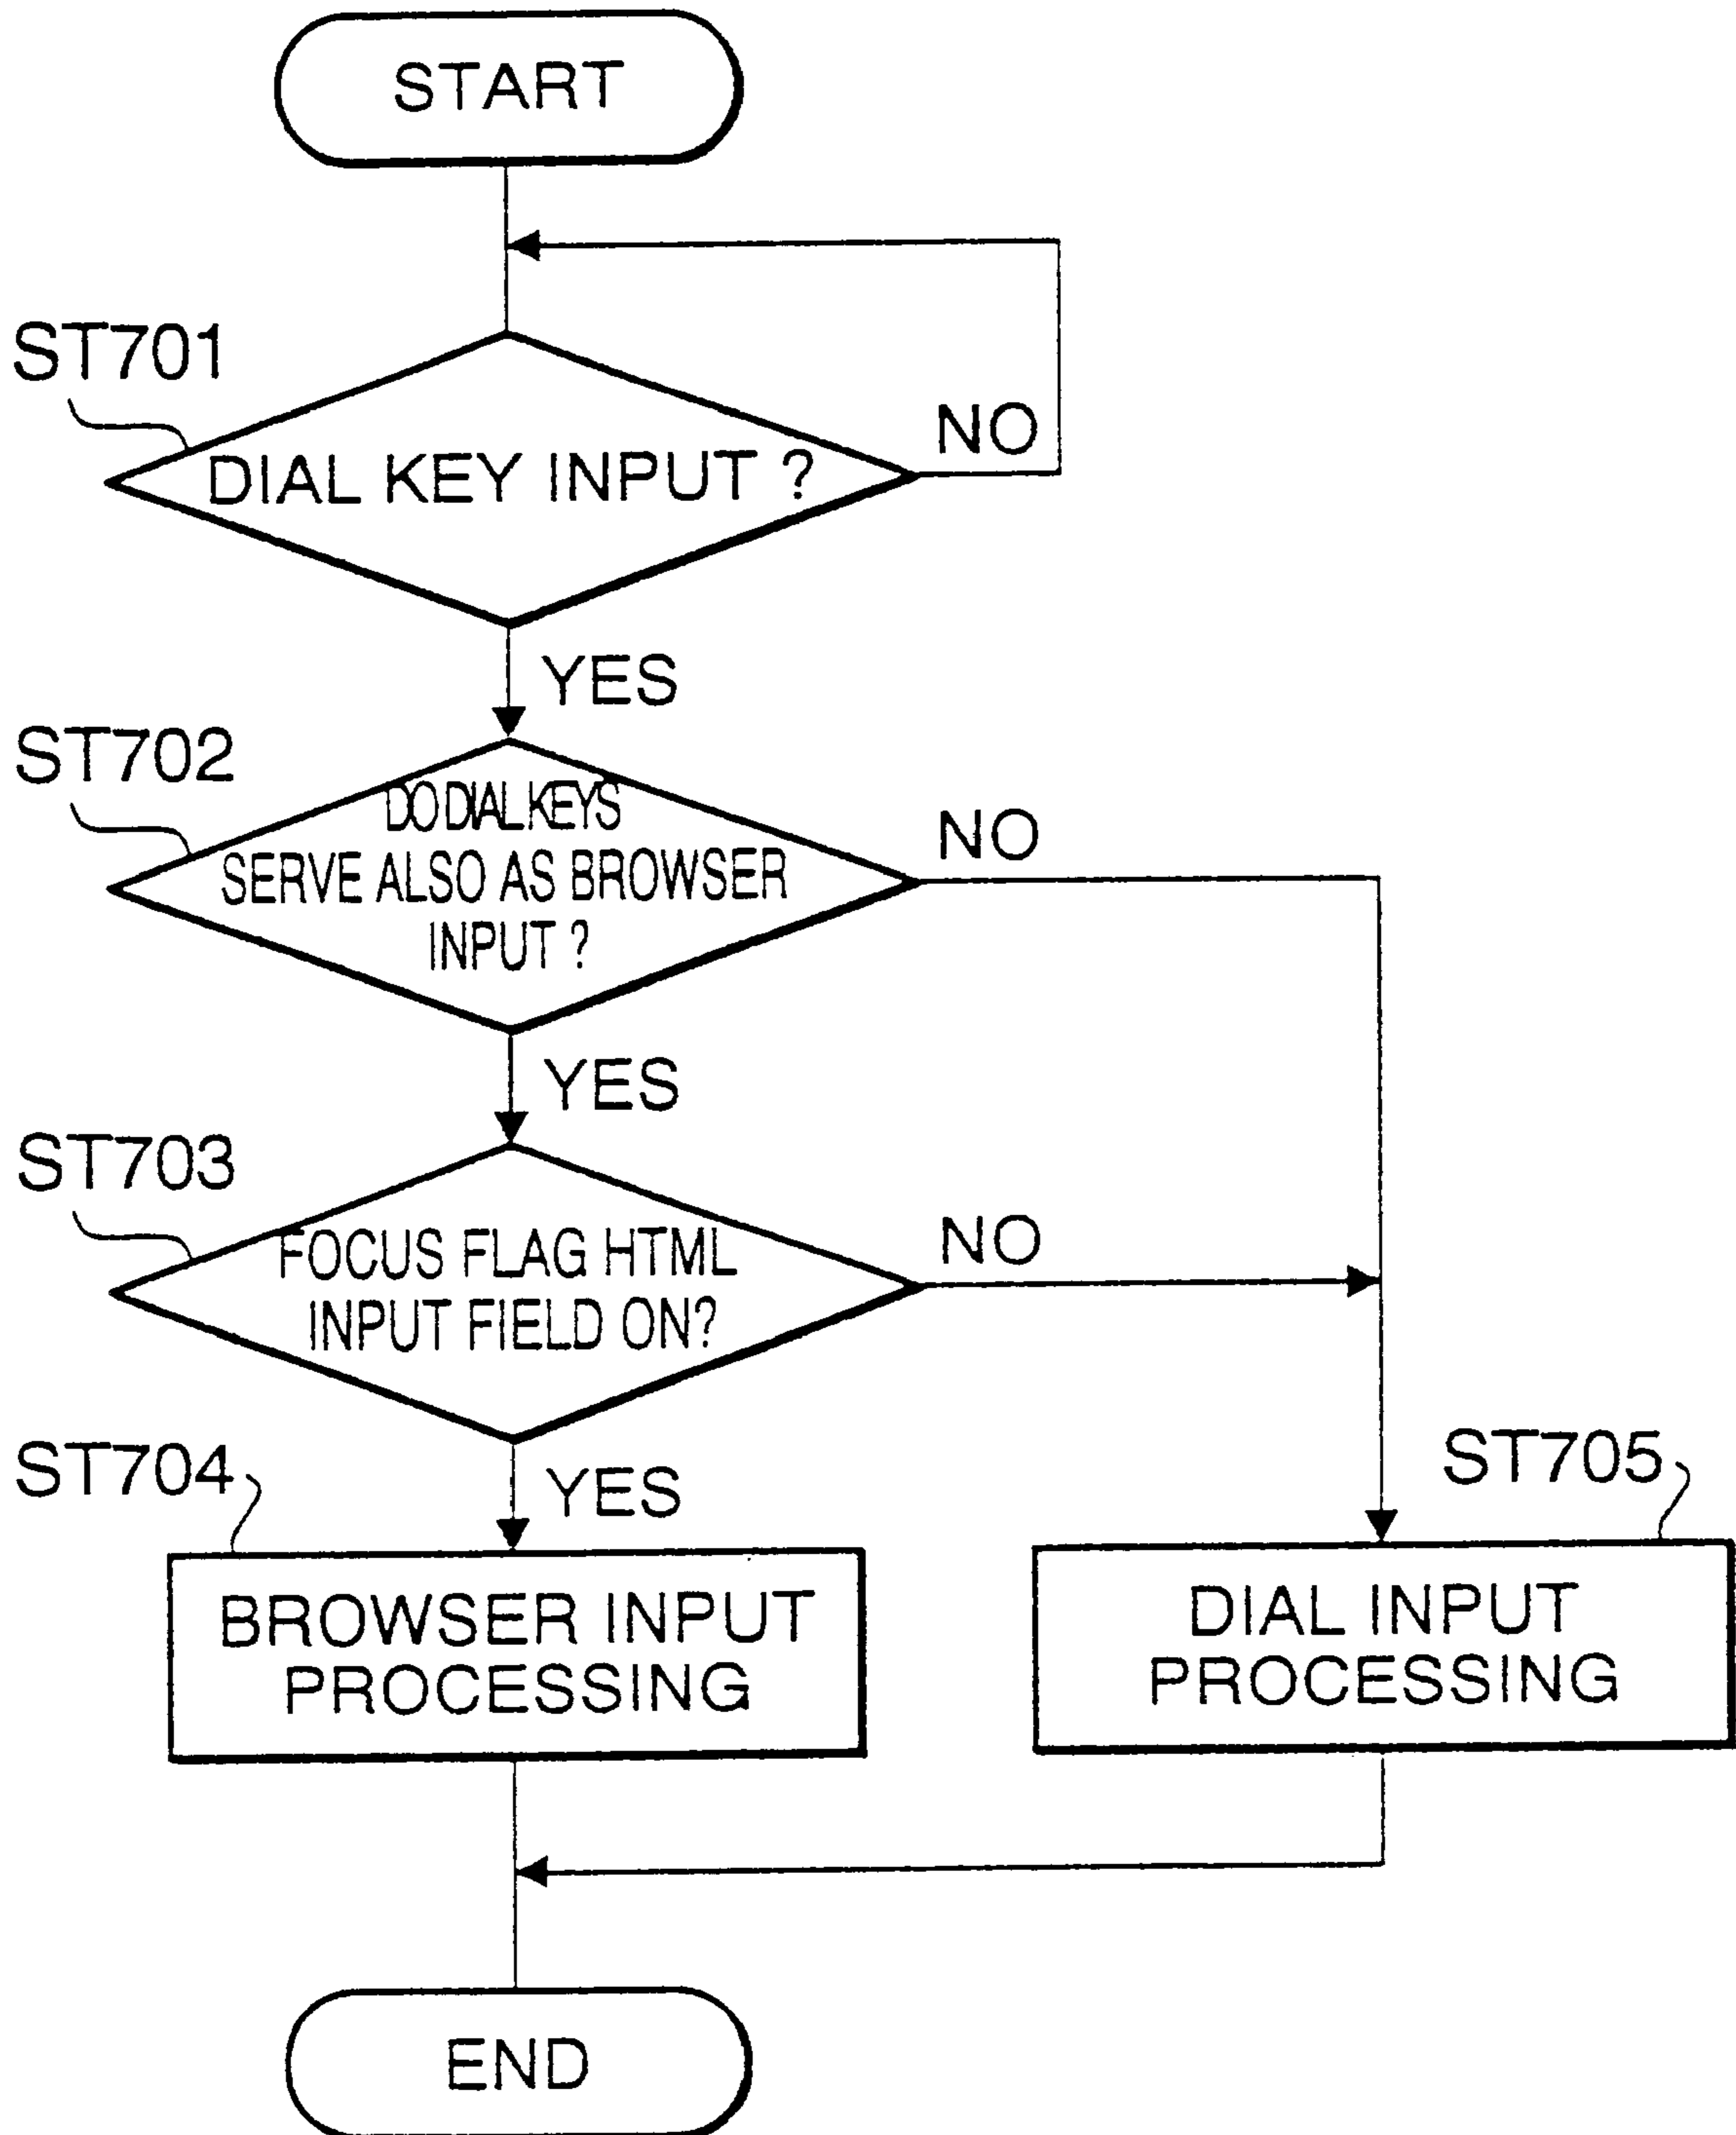 START
ST701
NO
DIAL KEY INPUT ?
YES
ST702
DO DIAL KEYS
NO
SERVE ALSO AS BROWSER
INPUT ?
YES
ST703
FOCUS FLAG HTML
NO
INPUT FIELD ON?
ST704
YES
ST705
BROWSER INPUT
PROCESSING
DIAL INPUT
PROCESSING
END